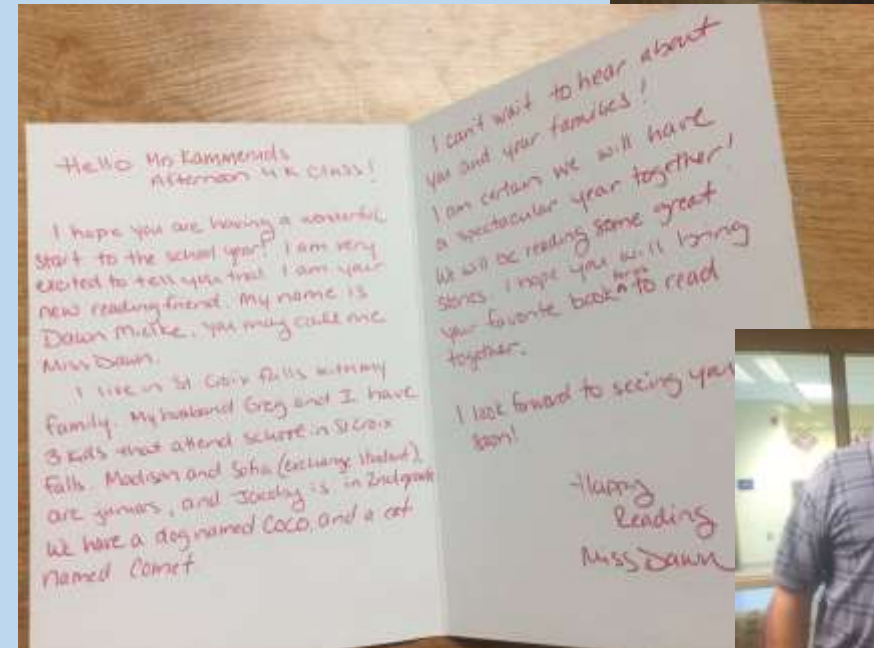 Hello Mrs Kammeruds
Afternoon 4K Class!
I hope you are having a wonderful
start to the school year! I am very
excited to tell you that I am your
new reading friend. My name is
Dawn Mielke, you may call me
Miss Dawn.
I live in St Croix Falls with my
family. My husband Greg and I have
3 kids that attend school in St Croix
Falls. Madison and Sofia (exchange student),
are juniors, and is in 2nd grade
We have a dog named Coco, and a cat
named Comet
I can't wait to hear about
you and your families!
I am certain we will have
a spectacular year together!
We will be reading some great
stories. I hope you will bring
your favorite book to read
together.
I look forward to seeing you
soon!
Happy
Reading
Miss Dawn